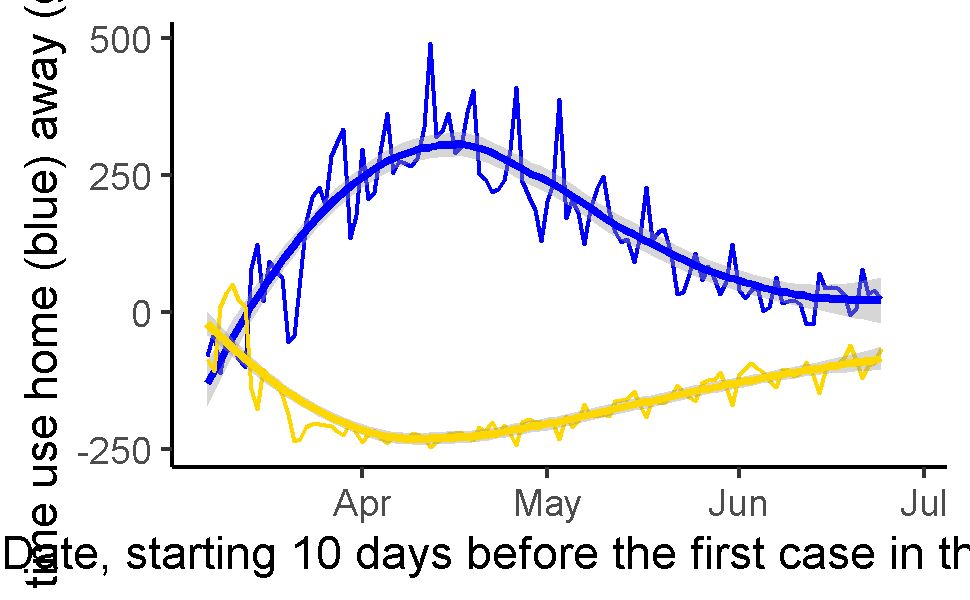 time use home (blue) away (
500
250
0
-250
Apr May Jun Jul
Date, starting 10 days before the first case in th